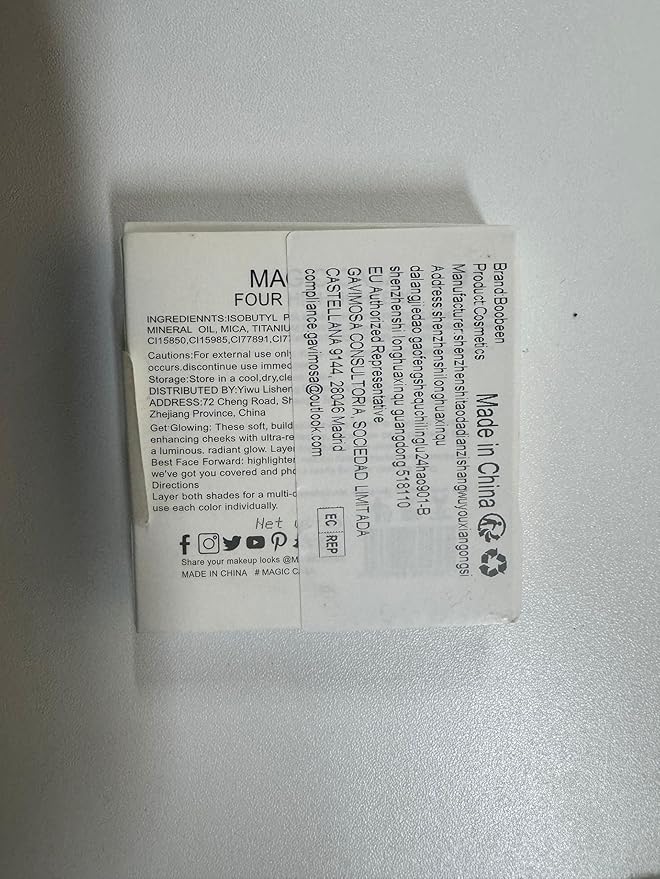 MAG
FOUR
INGREDIENNTS:ISOBUTYL P
MINERAL OIL, MICA, TITANIU
CI15850,CI15985,CI77891,CI77
Cautions:For external use only
occurs.discontinue use immed
Storage:Store in a cool,dry,cle
DISTRIBUTED BY:Yiwu Lishen
ADDRESS:72 Cheng Road, Sh
Zhejiang Province, China
Get Glowing: These soft, build
enhancing cheeks with ultra-re
a luminous. radiant glow. Layer
Best Face Forward: highlighter
we've got you covered and pho
Directions
Layer both shades for a multi-d
use each color individually.
Net
Share your makeup looks @M
MADE IN CHINA # MAGIC CA
Brand:Boobeen
Product:Cosmetics
Manufacturer:shenzhenshilaodadianzishangwuyouxiangongsi
Address:shenzhenshilonghuaxinqu
dalangjiedao gaofengshequchilinglu24hao901-B
shenzhenshi longhuaxinqu guangdong 518110
EU Authorized Representative
GAVIMOSA CONSULTORIA, SOCIEDAD LIMITADA
CASTELLANA 9144, 28046 Madrid
compliance.gavimosa@outlook.com
Made in China
EC REP